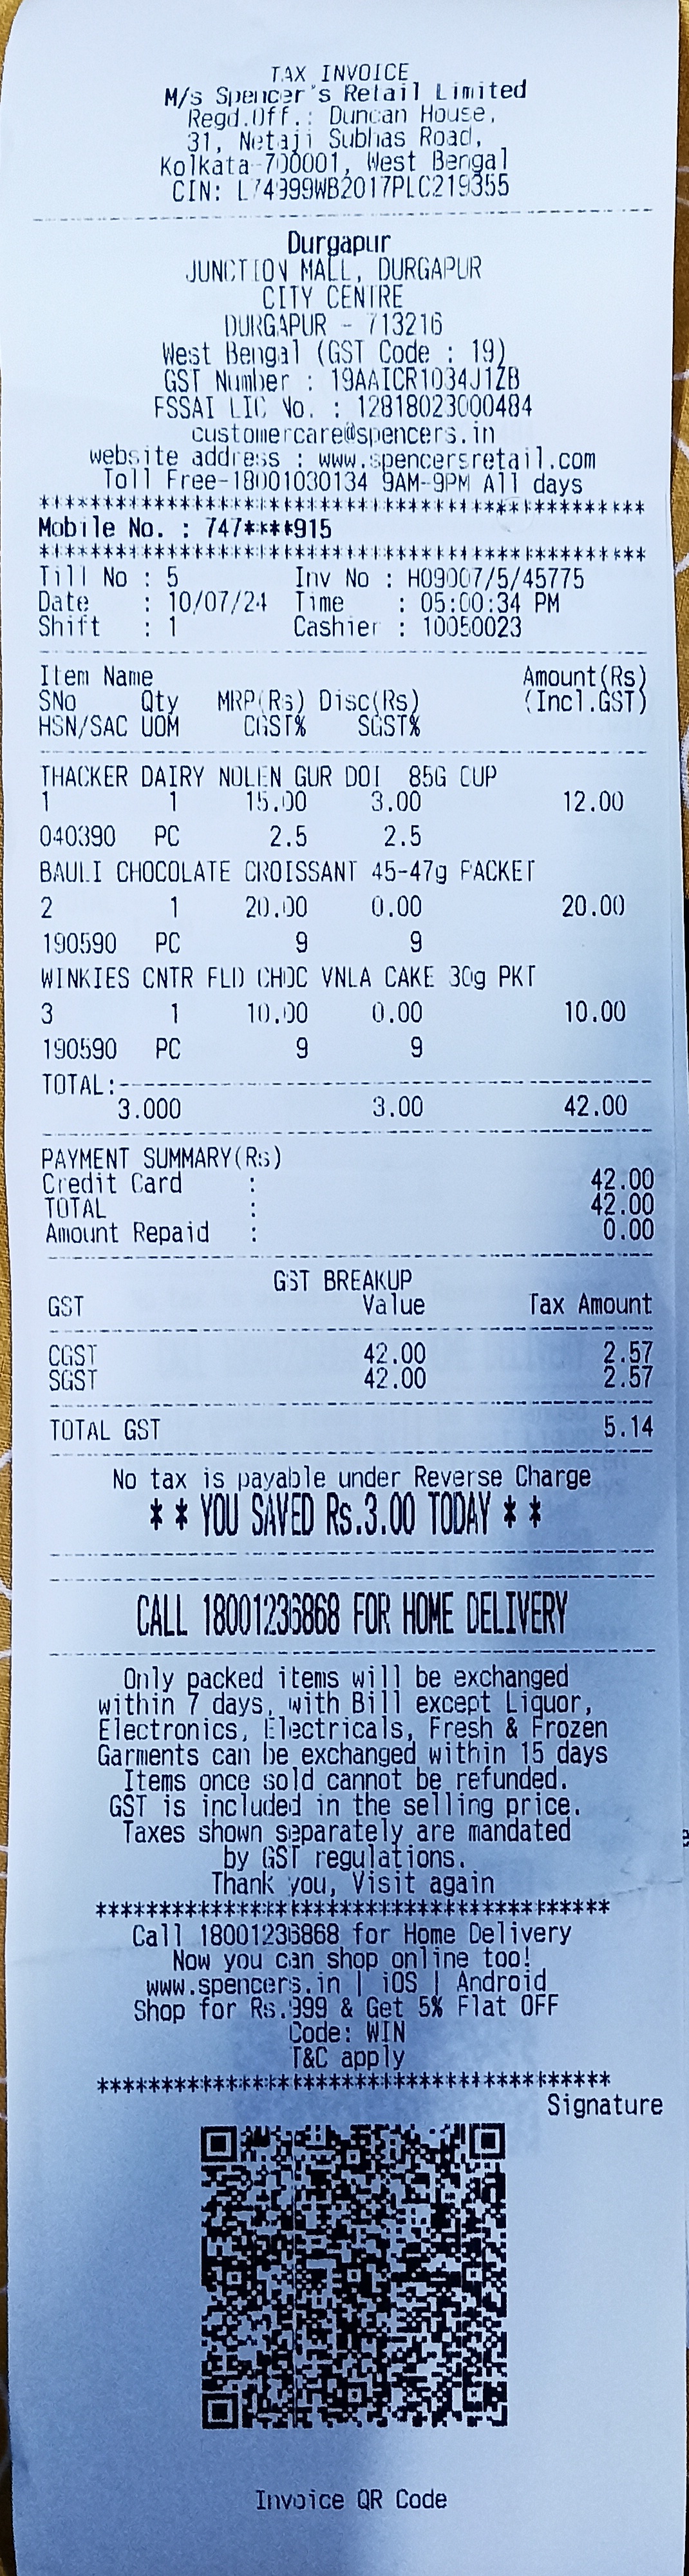 TAX INVOICE
M/s Spencer's Retail Limited
Regd.Off.: Duncan House,
31, Netaji Subhas Road,
Kolkata-700001, West Bengal
CIN: L74999WB2017PLC219355
Durgapur
JUNCTION MALL, DURGAPUR
CITY CENTRE
DURGAPUR - 713216
West Bengal (GST Code : 19)
GST Number : 19AAICR1034J1ZB
FSSAI LIC No. : 12818023000484
customercare@spencers.in
website address : www.spencersretail.com
Toll Free-18001030134 9AM-9PM All days
******************************************
Mobile No. : 747****915
******************************************
Till No : 5 Inv No : H09007/5/45775
Date : 10/07/24 Time : 05:00:34 PM
Shift : 1 Cashier : 10050023
Item Name Amount(Rs)
SNo Qty MRP(Rs) Disc(Rs) (Incl.GST)
HSN/SAC UOM CGST% SGST%
THACKER DAIRY NOLEN GUR DOI 85G CUP
1 1 15.00 3.00 12.00
040390 PC 2.5 2.5
BAULI CHOCOLATE CROISSANT 45-47g PACKET
2 1 20.00 0.00 20.00
190590 PC 9 9
WINKIES CNTR FLD CHOC VNLA CAKE 30g PKT
3 1 10.00 0.00 10.00
190590 PC 9 9
TOTAL:
3.000 3.00 42.00
PAYMENT SUMMARY(Rs)
Credit Card : 42.00
TOTAL : 42.00
Amount Repaid : 0.00
GST BREAKUP
GST Value Tax Amount
CGST 42.00 2.57
SGST 42.00 2.57
TOTAL GST 5.14
No tax is payable under Reverse Charge
** YOU SAVED Rs.3.00 TODAY **
CALL 18001236868 FOR HOME DELIVERY
Only packed items will be exchanged
within 7 days, with Bill except Liquor,
Electronics, Electricals, Fresh & Frozen
Garments can be exchanged within 15 days
Items once sold cannot be refunded.
GST is included in the selling price.
Taxes shown separately are mandated
by GST regulations.
Thank you, Visit again
****************************************
Call 18001236868 for Home Delivery
Now you can shop online too!
www.spencers.in | iOS | Android
Shop for Rs.999 & Get 5% Flat OFF
Code: WIN
T&C apply
****************************************
Signature
Invoice QR Code